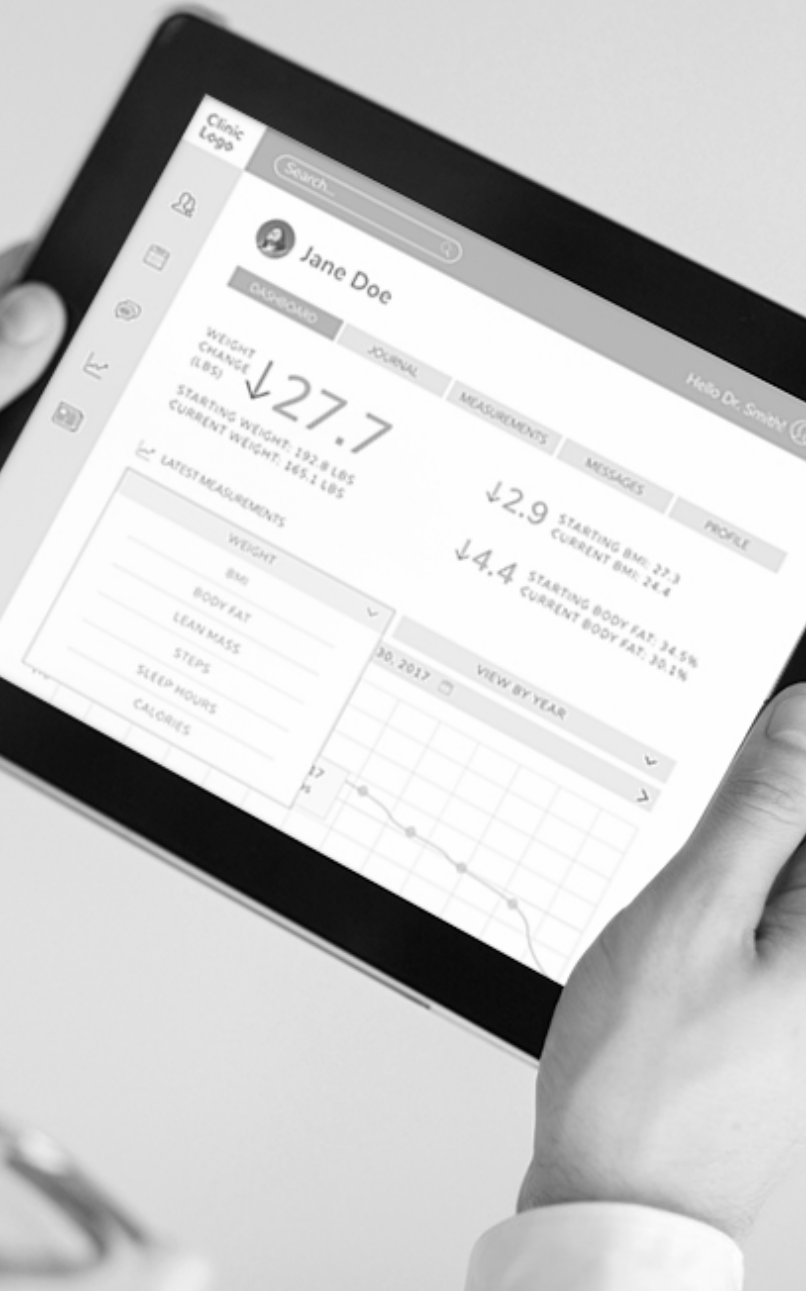 Clinic
Logo
Search...
Hello Dr. Smith!
Jane Doe
DASHBOARD
JOURNAL
MEASUREMENTS
MESSAGES
PROFILE
WEIGHT
CHANGE
(LBS)
↓27.7
STARTING WEIGHT: 192.8 LBS
CURRENT WEIGHT: 165.1 LBS
↓2.9
STARTING BMI: 27.3
CURRENT BMI: 24.4
↓4.4
STARTING BODY FAT: 34.5%
CURRENT BODY FAT: 30.1%
LATEST MEASUREMENTS
WEIGHT
BMI
BODY FAT
LEAN MASS
STEPS
SLEEP HOURS
CALORIES
VIEW BY YEAR
30, 2017